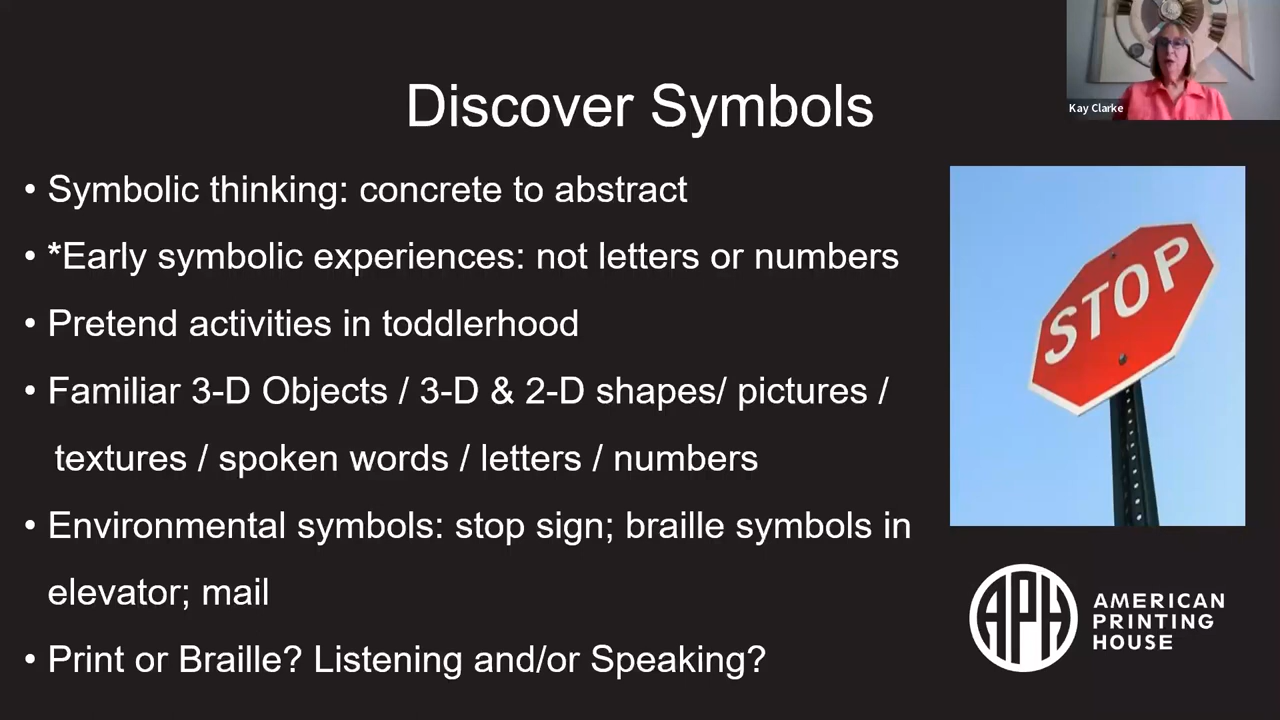 Discover Symbols
Kay Clarke
• Symbolic thinking: concrete to abstract
• *Early symbolic experiences: not letters or numbers
• Pretend activities in toddlerhood
• Familiar 3-D Objects / 3-D & 2-D shapes/ pictures /
textures / spoken words / letters / numbers
• Environmental symbols: stop sign; braille symbols in
elevator; mail
• Print or Braille? Listening and/or Speaking?
STOP
APH
AMERICAN
PRINTING
HOUSE